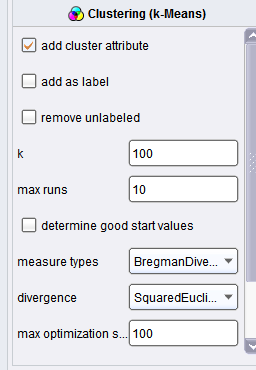 Clustering (k-Means)
add cluster attribute
add as label
remove unlabeled
k 100
max runs 10
determine good start values
measure types BregmanDive...
divergence SquaredEucli...
max optimization s... 100